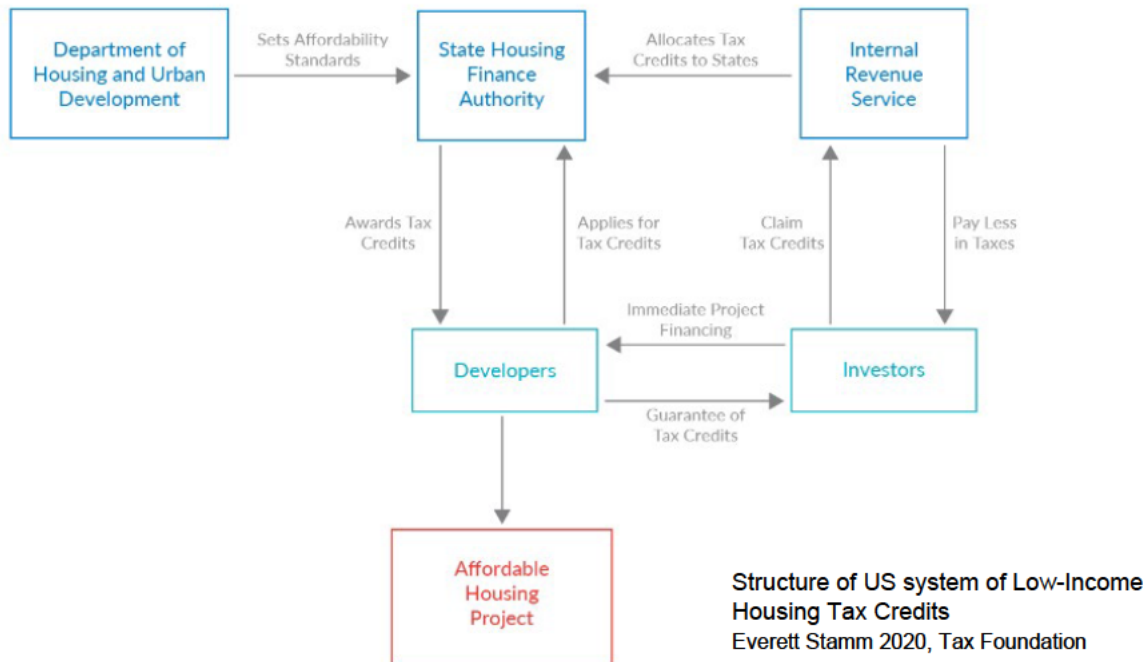 Department of
Housing and Urban
Development
Sets Affordability
Standards
State Housing
Finance
Authority
Allocates Tax
Credits to States
Internal
Revenue
Service
Awards Tax
Credits
Applies for
Tax Credits
Claim
Tax Credits
Pay Less
in Taxes
Immediate Project
Financing
Developers
Investors
Guarantee of
Tax Credits
Affordable
Housing
Project
Structure of US system of Low-Income
Housing Tax Credits
Everett Stamm 2020, Tax Foundation